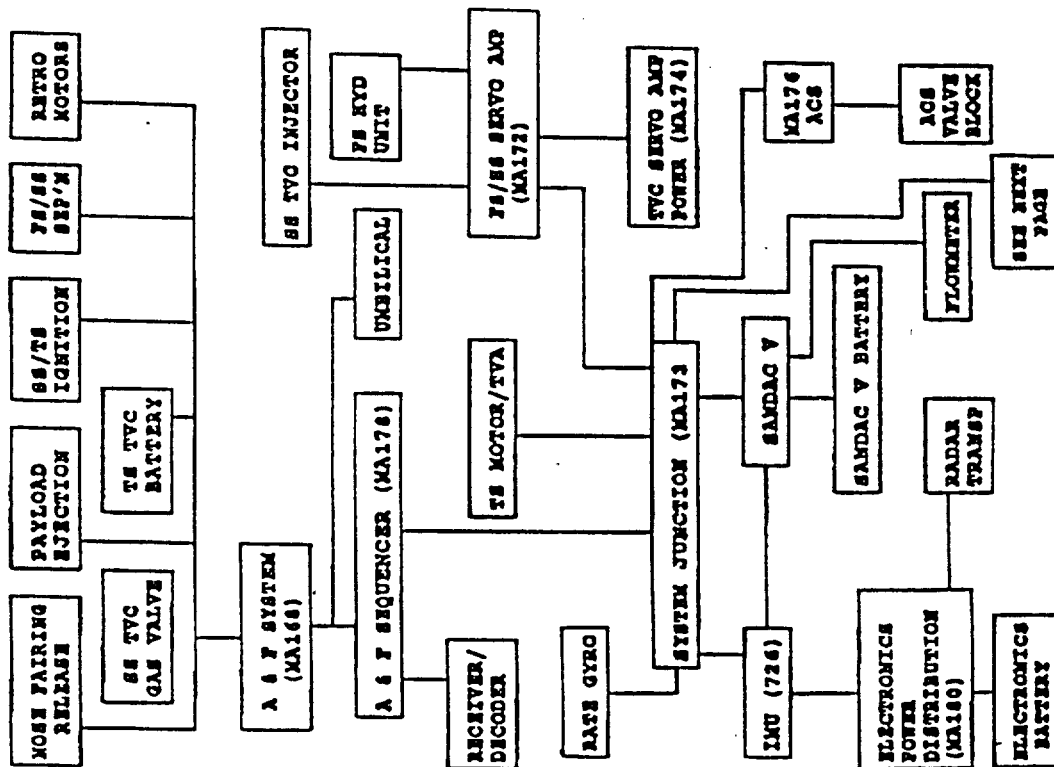 NOSE FAIRING
RELEASE
PAYLOAD
EJECTION
SS/TS
IGNITION
FS/SS
SEP'N
RETRO
MOTORS
SS TVC
GAS VALVE
TS TVC
BATTERY
A & F SYSTEM
(MA168)
UMBILICAL
SS TVC INJECTOR
FS HYD
UNIT
A & F SEQUENCER (MA178)
FS/SS SERVO AMP
(MA172)
RECEIVER/
DECODER
TS MOTOR/TVA
TVC SERVO AMP
POWER (MA174)
RATE GYRO
SYSTEM JUNCTION (MA173
MA176
ACS
IMU (726)
SANDAC V
ACS
VALVE
BLOCK
SANDAC V BATTERY
FLOWMETER
ELECTRONICS
POWER
DISTRIBUTION
(MA180)
RADAR
TRANSP
SEE NEXT
PAGE
ELECTRONICS
BATTERY